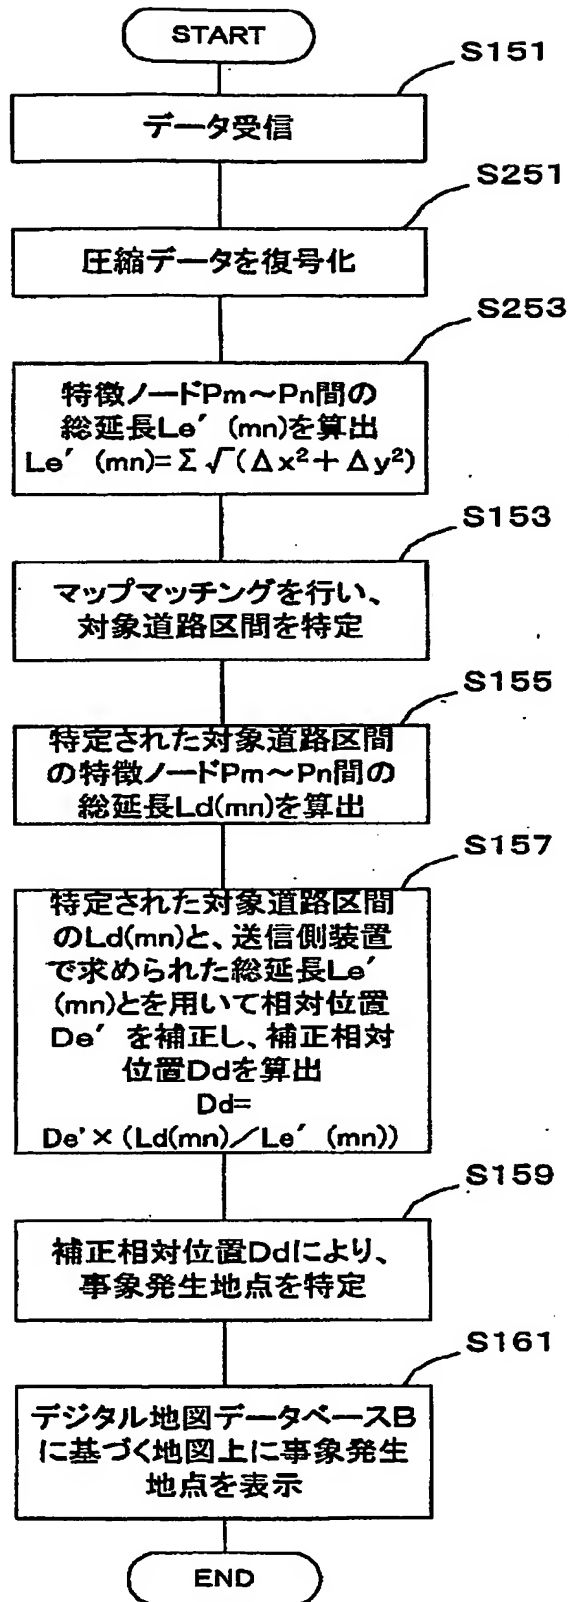 START
S151
データ受信
S251
圧縮データを復号化
S253
特徴ノードPm～Pn間の
総延長Le′(mn)を算出
Le′(mn)=Σ√(Δx²+Δy²)
S153
マップマッチングを行い、
対象道路区間を特定
S155
特定された対象道路区間
の特徴ノードPm～Pn間の
総延長Ld(mn)を算出
S157
特定された対象道路区間
のLd(mn)と、送信側装置
で求められた総延長Le′
(mn)とを用いて相対位置
De′を補正し、補正相対
位置Ddを算出
Dd=
De'×(Ld(mn)／Le′(mn))
S159
補正相対位置Ddにより、
事象発生地点を特定
S161
デジタル地図データベースB
に基づく地図上に事象発生
地点を表示
END